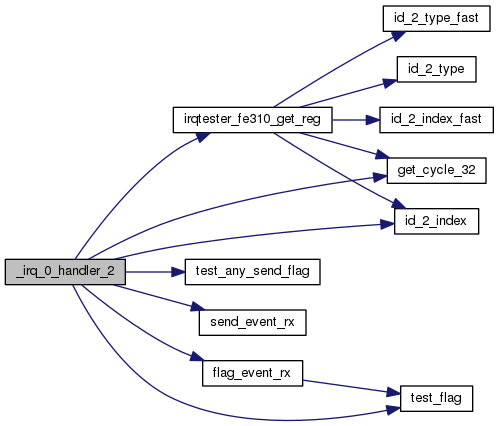 id_2_type_fast
id_2_type
irqtester_fe310_get_reg
id_2_index_fast
get_cycle_32
id_2_index
_irq_0_handler_2
test_any_send_flag
send_event_rx
flag_event_rx
test_flag